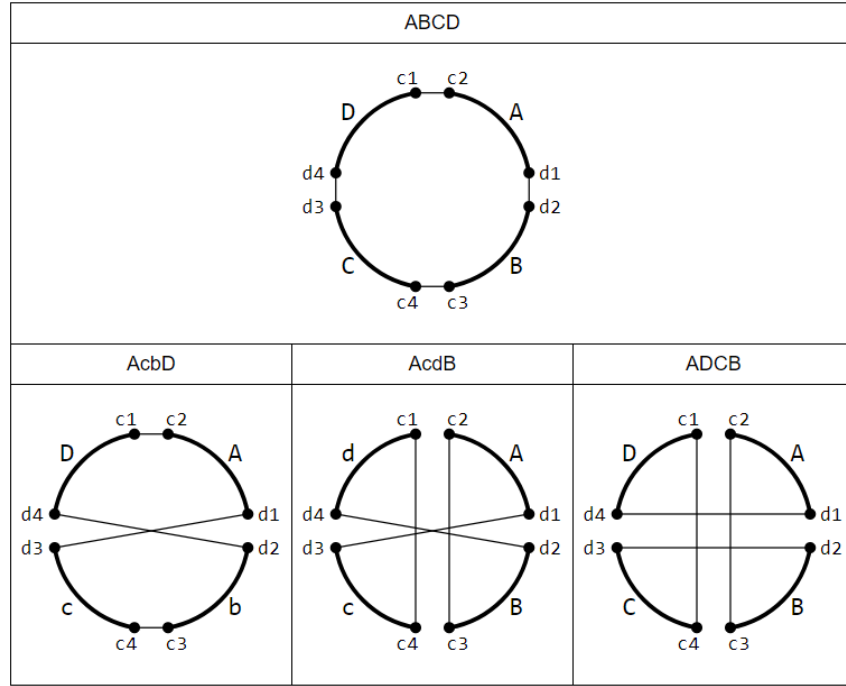 ABCD
c1 c2
D A
d4 d1
d3 d2
C B
c4 c3
AcbD AcdB ADCB
c1 c2 c1 c2 c1 c2
D A d A D A
d4 d1 d4 d1 d4 d1
d3 d2 d3 d2 d3 d2
c b c B C B
c4 c3 c4 c3 c4 c3